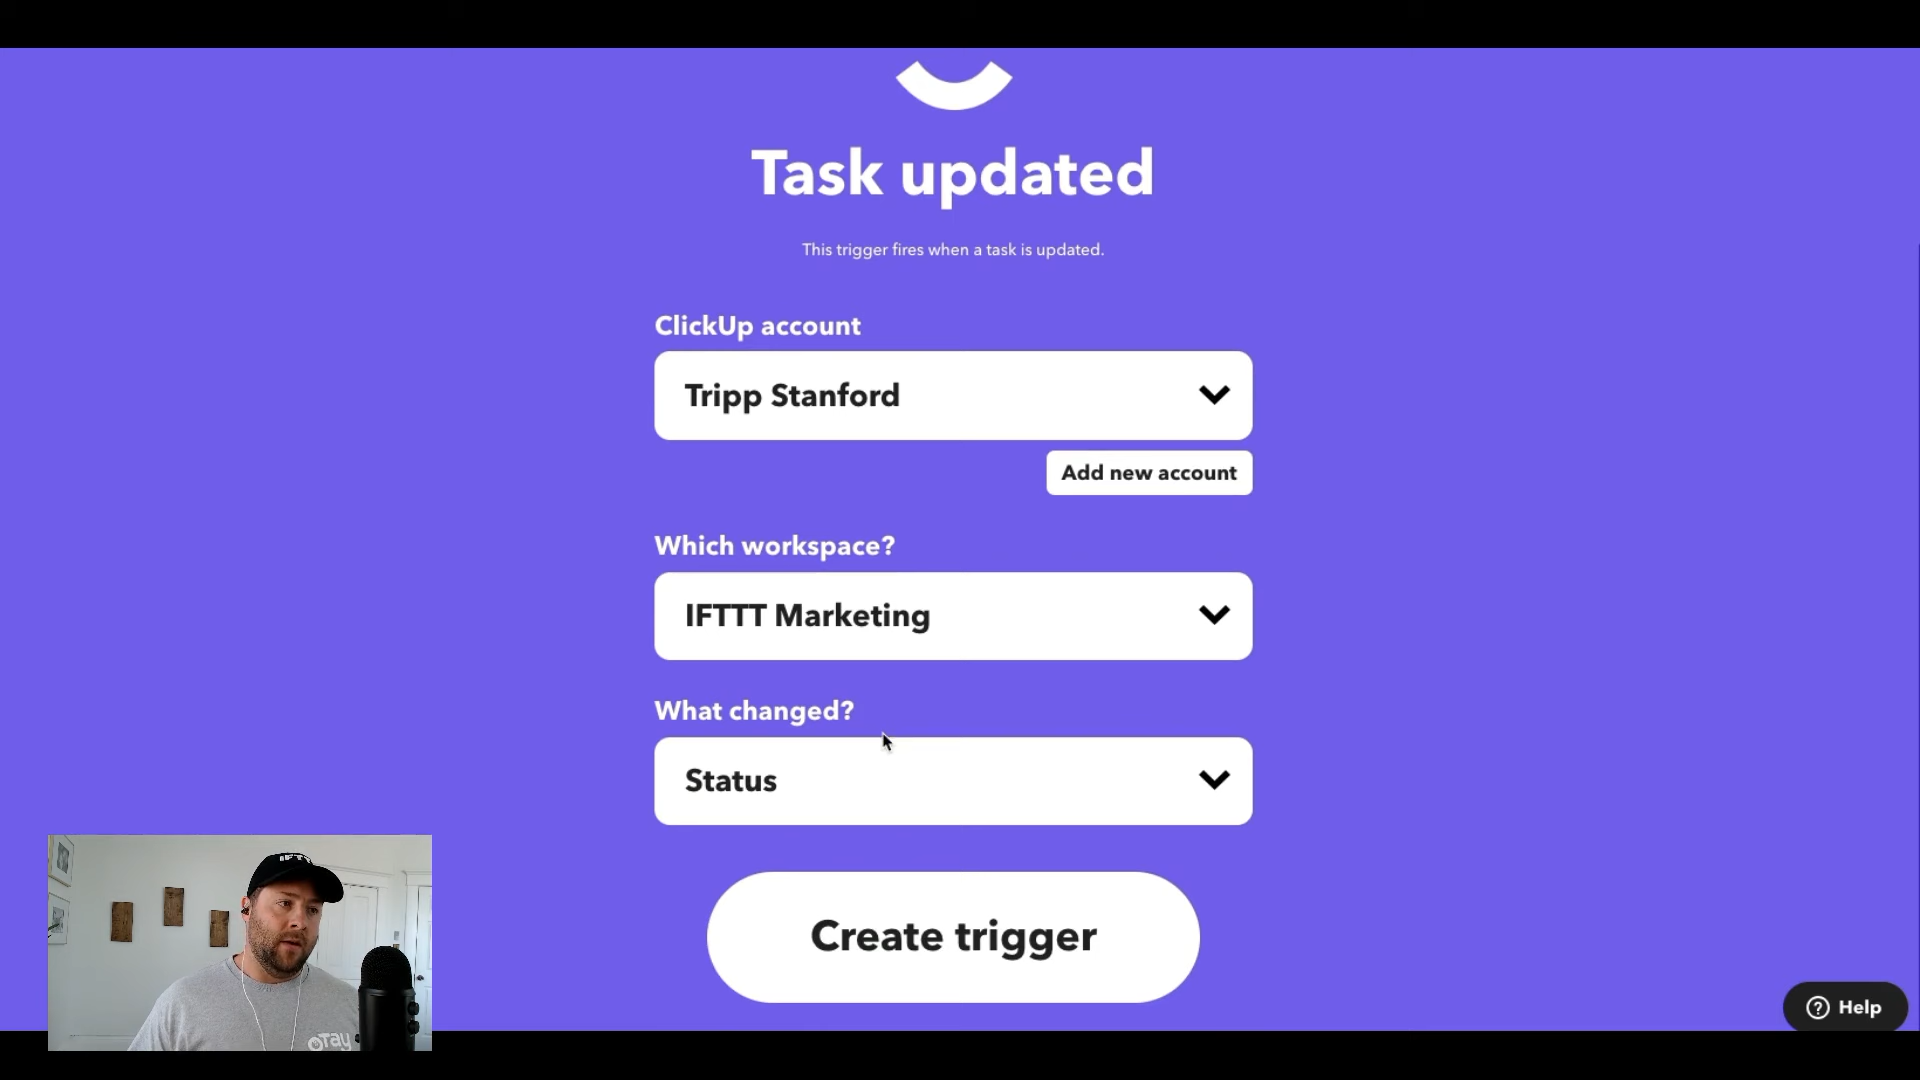 Task updated
This trigger fires when a task is updated.
ClickUp account
Tripp Stanford
Add new account
Which workspace?
IFTTT Marketing
What changed?
Status
Create trigger
Help